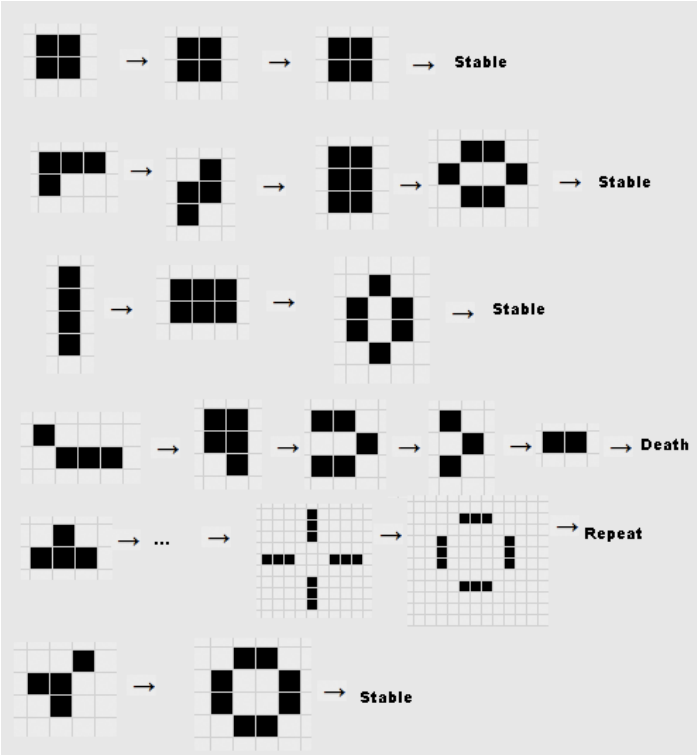 → → → Stable
→ → → → Stable
→ → → Stable
→ → → → → Death
→ ... → → Repeat
→ → Stable